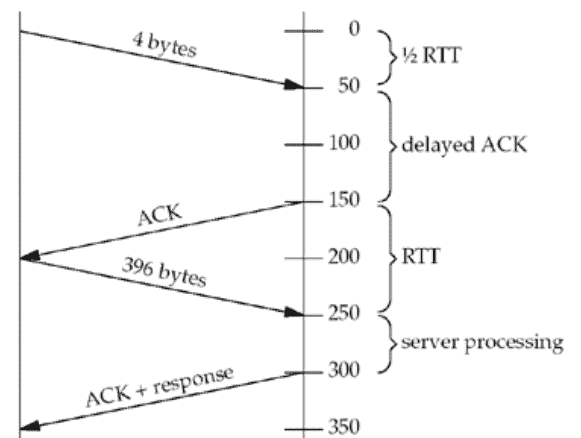 0
4 bytes
½ RTT
50
100
delayed ACK
150
ACK
200
RTT
396 bytes
250
server processing
300
ACK + response
350